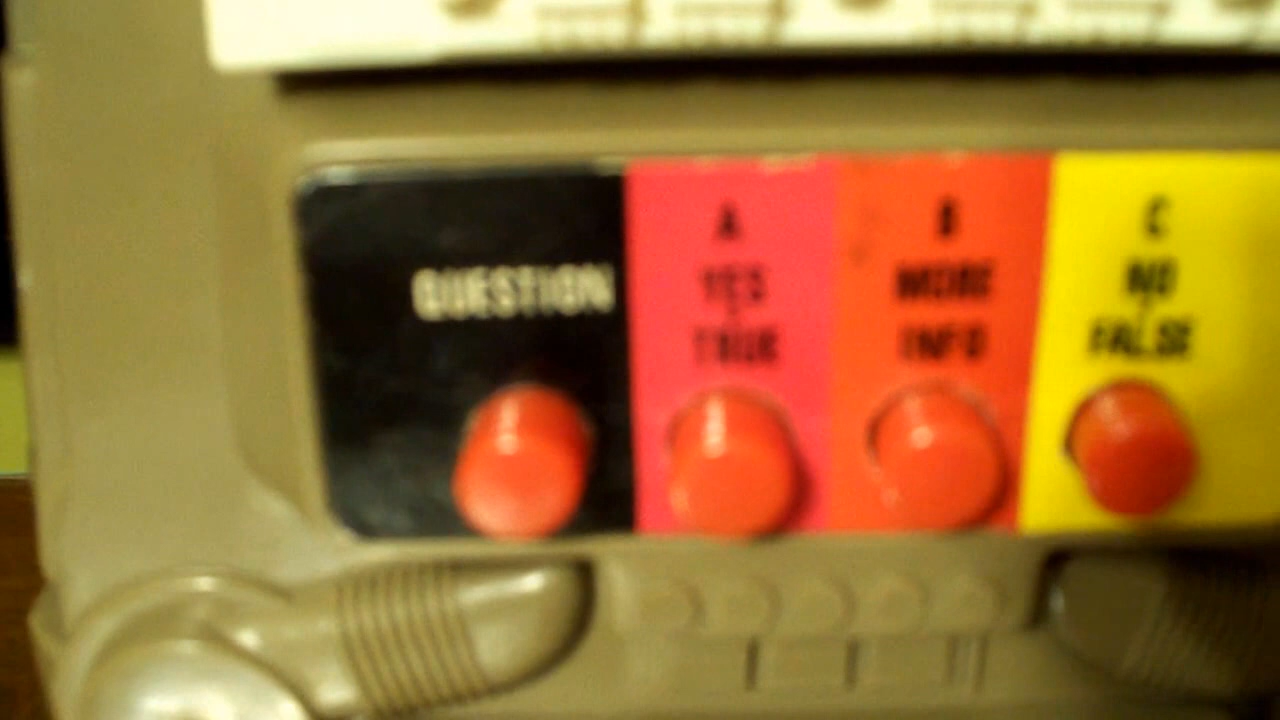 QUESTION
A
YES
TRUE
B
MORE
INFO
C
NO
FALSE